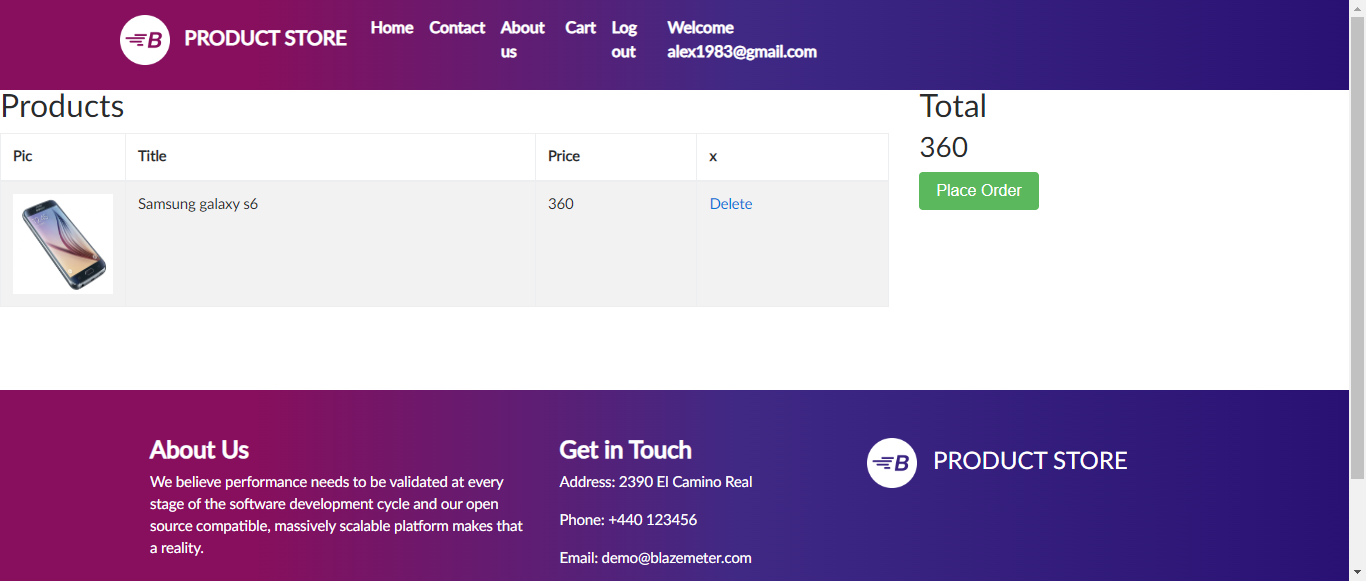 B PRODUCT STORE Home Contact About us Cart Log out Welcome alex1983@gmail.com
Products
Pic Title Price x
Samsung galaxy s6 360 Delete
Total
360
Place Order
About Us
We believe performance needs to be validated at every
stage of the software development cycle and our open
source compatible, massively scalable platform makes that
a reality.
Get in Touch
Address: 2390 El Camino Real
Phone: +440 123456
Email: demo@blazemeter.com
B PRODUCT STORE